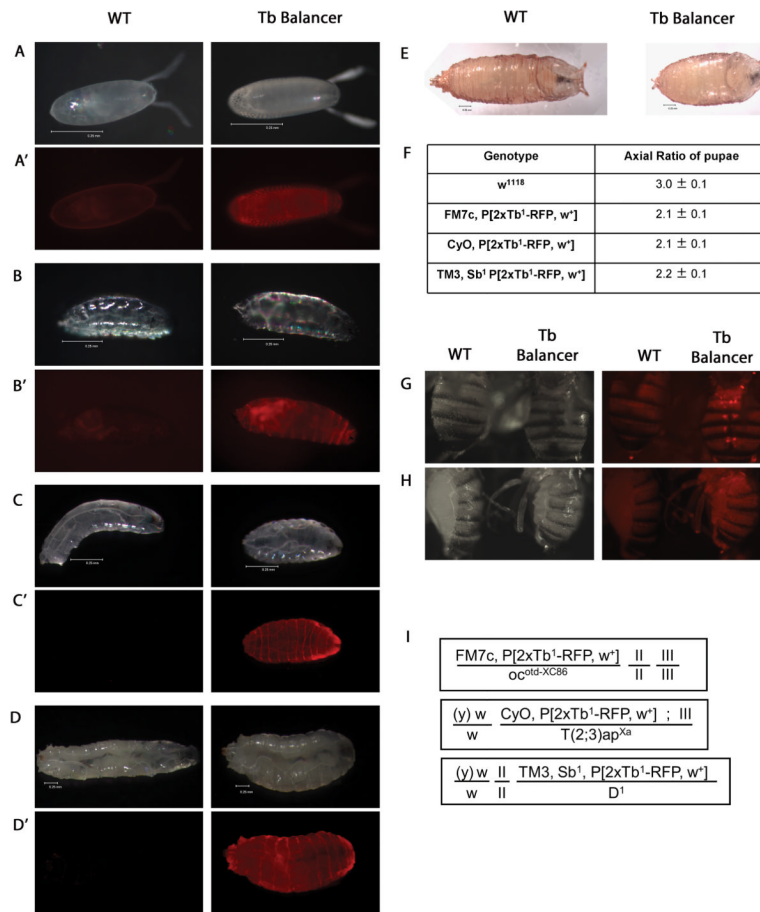 WT
Tb Balancer
A
0.25 mm
0.25 mm
A'
B
0.25 mm
0.25 mm
B'
C
0.25 mm
0.25 mm
C'
D
0.25 mm
0.25 mm
D'
WT
Tb Balancer
E
F
Genotype
Axial Ratio of pupae
w¹¹¹⁸
3.0 ± 0.1
FM7c, P[2xTb¹-RFP, w⁺]
2.1 ± 0.1
CyO, P[2xTb¹-RFP, w⁺]
2.1 ± 0.1
TM3, Sb¹ P[2xTb¹-RFP, w⁺]
2.2 ± 0.1
WT
Tb
Balancer
WT
Tb
Balancer
G
H
I
FM7c, P[2xTb¹-RFP, w⁺] II III
oc^otd-XC86 II III
(y) w CyO, P[2xTb¹-RFP, w⁺] ; III
w T(2;3)ap^Xa
(y) w II TM3, Sb¹, P[2xTb¹-RFP, w⁺]
w II D¹